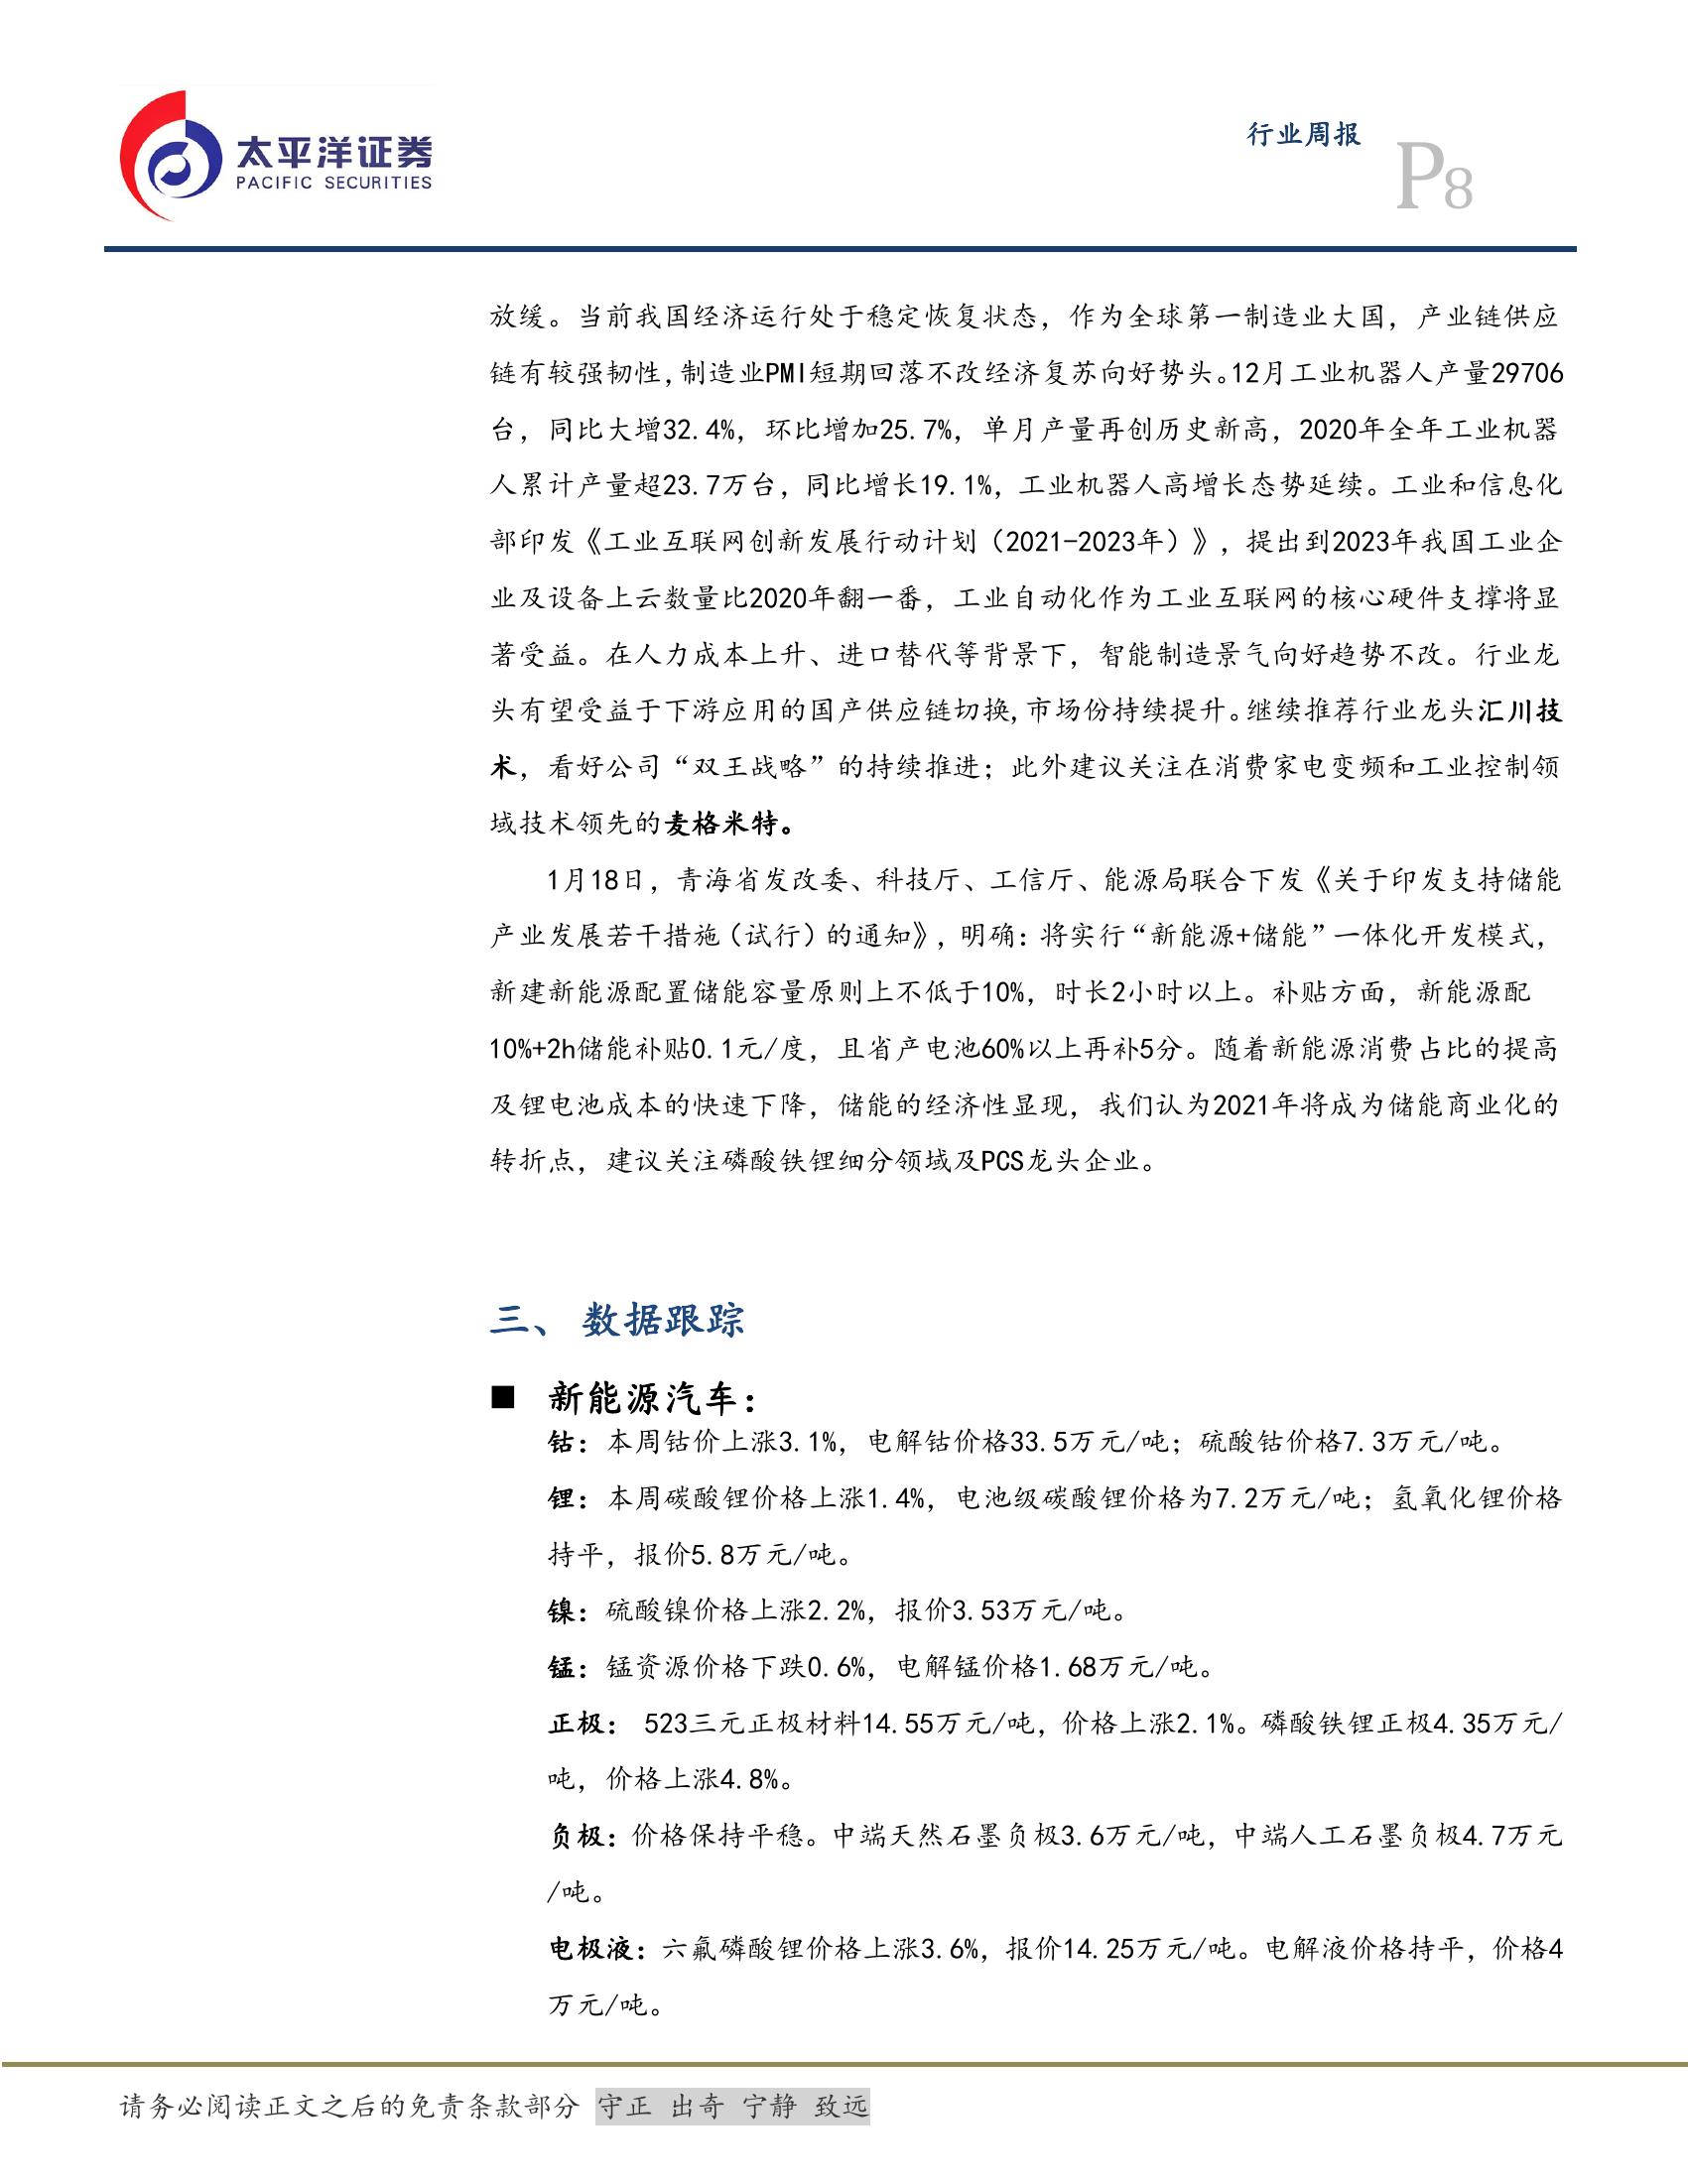 太平洋证券
PACIFIC SECURITIES
行业周报
P8
放缓。当前我国经济运行处于稳定恢复状态，作为全球第一制造业大国，产业链供应
链有较强韧性，制造业PMI短期回落不改经济复苏向好势头。12月工业机器人产量29706
台，同比大增32.4%，环比增加25.7%，单月产量再创历史新高，2020年全年工业机器
人累计产量超23.7万台，同比增长19.1%，工业机器人高增长态势延续。工业和信息化
部印发《工业互联网创新发展行动计划（2021-2023年）》，提出到2023年我国工业企
业及设备上云数量比2020年翻一番，工业自动化作为工业互联网的核心硬件支撑将显
著受益。在人力成本上升、进口替代等背景下，智能制造景气向好趋势不改。行业龙
头有望受益于下游应用的国产供应链切换，市场份持续提升。继续推荐行业龙头汇川技
术，看好公司“双王战略”的持续推进；此外建议关注在消费家电变频和工业控制领
域技术领先的麦格米特。
1月18日，青海省发改委、科技厅、工信厅、能源局联合下发《关于印发支持储能
产业发展若干措施（试行）的通知》，明确：将实行“新能源+储能”一体化开发模式，
新建新能源配置储能容量原则上不低于10%，时长2小时以上。补贴方面，新能源配
10%+2h储能补贴0.1元/度，且省产电池60%以上再补5分。随着新能源消费占比的提高
及锂电池成本的快速下降，储能的经济性显现，我们认为2021年将成为储能商业化的
转折点，建议关注磷酸铁锂细分领域及PCS龙头企业。
三、 数据跟踪
■ 新能源汽车：
钴：本周钴价上涨3.1%，电解钴价格33.5万元/吨；硫酸钴价格7.3万元/吨。
锂：本周碳酸锂价格上涨1.4%，电池级碳酸锂价格为7.2万元/吨；氢氧化锂价格
持平，报价5.8万元/吨。
镍：硫酸镍价格上涨2.2%，报价3.53万元/吨。
锰：锰资源价格下跌0.6%，电解锰价格1.68万元/吨。
正极： 523三元正极材料14.55万元/吨，价格上涨2.1%。磷酸铁锂正极4.35万元/
吨，价格上涨4.8%。
负极：价格保持平稳。中端天然石墨负极3.6万元/吨，中端人工石墨负极4.7万元
/吨。
电极液：六氟磷酸锂价格上涨3.6%，报价14.25万元/吨。电解液价格持平，价格4
万元/吨。
请务必阅读正文之后的免责条款部分 守正 出奇 宁静 致远